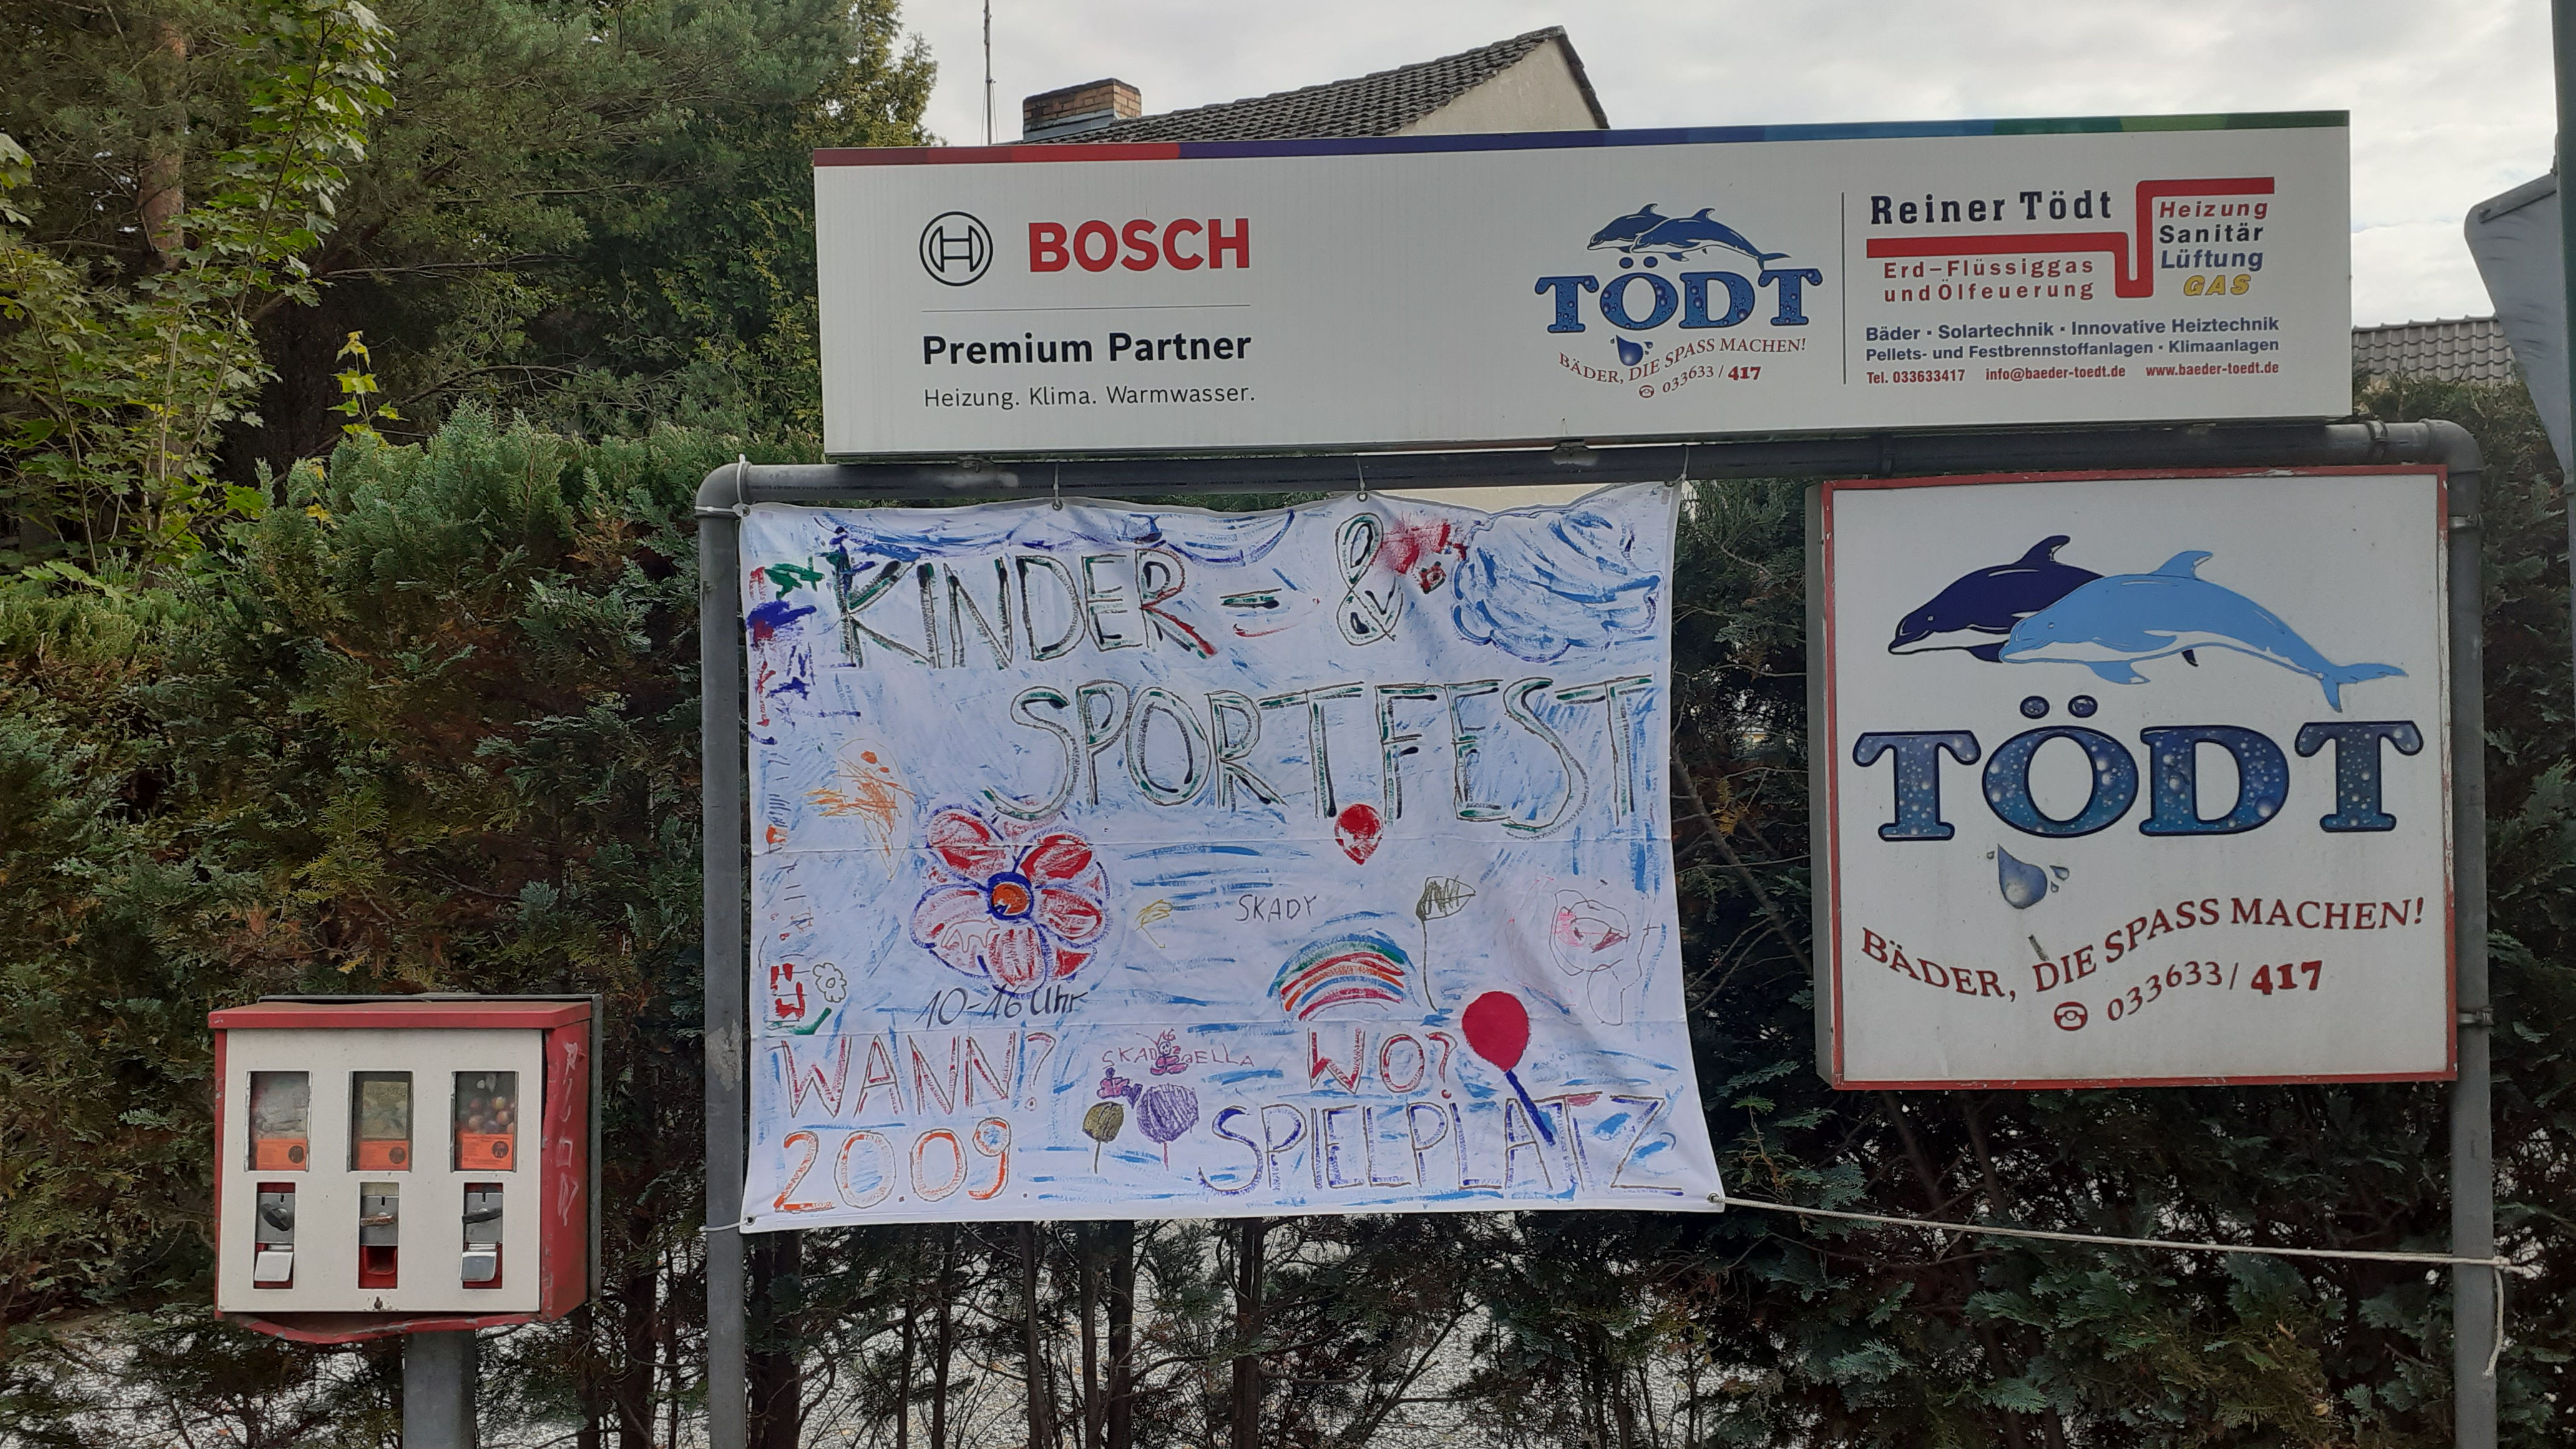 BOSCH
Premium Partner
Heizung. Klima. Warmwasser.
TÖDT
BÄDER, DIE SPASS MACHEN!
033633 / 417
Reiner Tödt
Erd-Flüssiggas
und Ölfeuerung
Heizung
Sanitär
Lüftung
GAS
Bäder · Solartechnik · Innovative Heiztechnik
Pellets- und Festbrennstoffanlagen · Klimaanlagen
Tel. 033633417 info@baeder-toedt.de www.baeder-toedt.de
KINDER- &
SPORTFEST
SKADY
10-16 Uhr
WANN?
20.09.
WO?
SPIELPLATZ
TÖDT
BÄDER, DIE SPASS MACHEN!
033633/ 417